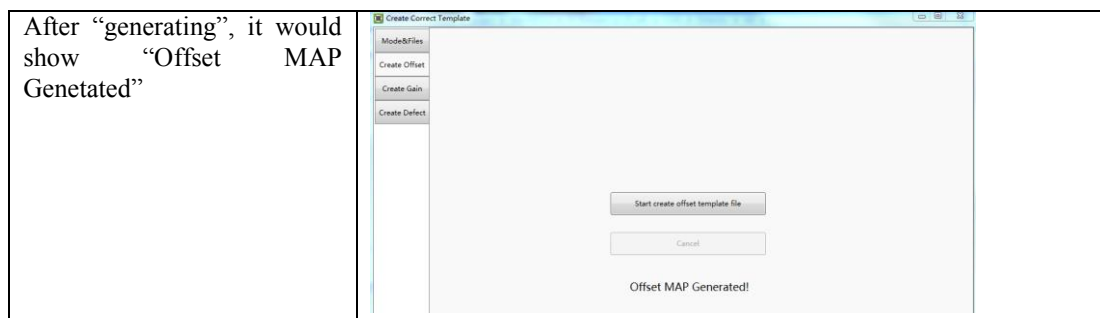 After “generating”, it would
show “Offset MAP
Genetated”
Create Correct Template
Mode&Files
Create Offset
Create Gain
Create Defect
Start create offset template file
Cancel
Offset MAP Generated!